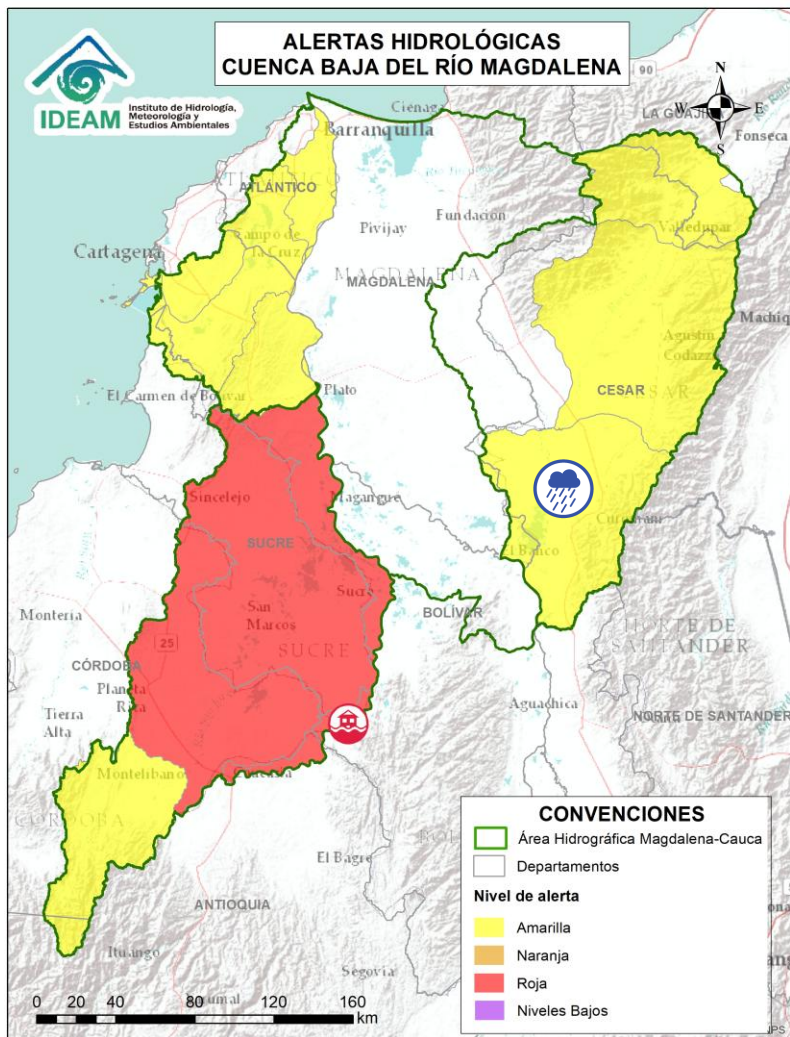 ALERTAS HIDROLÓGICAS
CUENCA BAJA DEL RÍO MAGDALENA
IDEAM
Instituto de Hidrología,
Meteorología y
Estudios Ambientales
N
W
E
S
90
Ciénaga
LA GUAJIRA
Fonseca
Barranquilla
ATLÁNTICO
Fundación
Pivijay
Valledupar
Campo de
la Cruz
Cartagena
MAGDALENA
MAGDALENA
Machiq
Agustín
Codazzi
CESAR
El Carmen de Bolívar
Plato
Sincelejo
Magangue
Curumaní
SUCRE
El Banco
Sucre
BOLÍVAR
San
Marcos
Montería
SUCRE
NORTE DE
SANTANDER
25
CÓRDOBA
Planeta
Rica
Aguachica
Tierra
Alta
NORTE DE SANTANDER
Montelíbano
Caucasia
CÓRDOBA
El Bagre
ANTIOQUIA
Ituango
Segovia
CONVENCIONES
Área Hidrográfica Magdalena-Cauca
Departamentos
Nivel de alerta
Amarilla
Naranja
Roja
Niveles Bajos
0 20 40 80 120 160
km